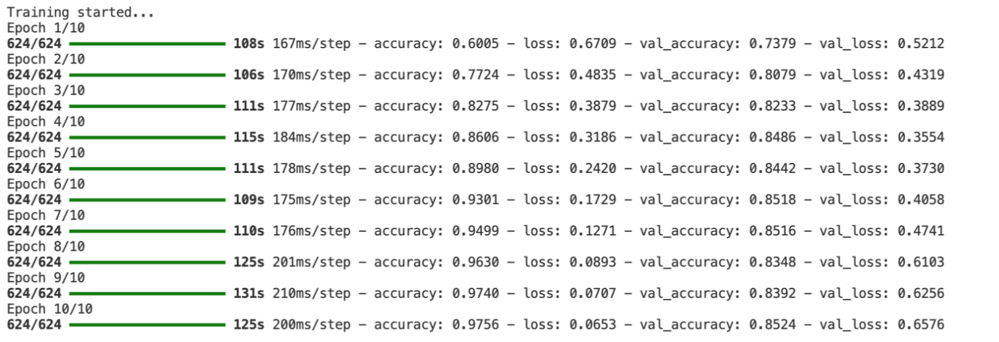 Training started...
Epoch 1/10
624/624 108s 167ms/step - accuracy: 0.6005 - loss: 0.6709 - val_accuracy: 0.7379 - val_loss: 0.5212
Epoch 2/10
624/624 106s 170ms/step - accuracy: 0.7724 - loss: 0.4835 - val_accuracy: 0.8079 - val_loss: 0.4319
Epoch 3/10
624/624 111s 177ms/step - accuracy: 0.8275 - loss: 0.3879 - val_accuracy: 0.8233 - val_loss: 0.3889
Epoch 4/10
624/624 115s 184ms/step - accuracy: 0.8606 - loss: 0.3186 - val_accuracy: 0.8486 - val_loss: 0.3554
Epoch 5/10
624/624 111s 178ms/step - accuracy: 0.8980 - loss: 0.2420 - val_accuracy: 0.8442 - val_loss: 0.3730
Epoch 6/10
624/624 109s 175ms/step - accuracy: 0.9301 - loss: 0.1729 - val_accuracy: 0.8518 - val_loss: 0.4058
Epoch 7/10
624/624 110s 176ms/step - accuracy: 0.9499 - loss: 0.1271 - val_accuracy: 0.8516 - val_loss: 0.4741
Epoch 8/10
624/624 125s 201ms/step - accuracy: 0.9630 - loss: 0.0893 - val_accuracy: 0.8348 - val_loss: 0.6103
Epoch 9/10
624/624 131s 210ms/step - accuracy: 0.9740 - loss: 0.0707 - val_accuracy: 0.8392 - val_loss: 0.6256
Epoch 10/10
624/624 125s 200ms/step - accuracy: 0.9756 - loss: 0.0653 - val_accuracy: 0.8524 - val_loss: 0.6576